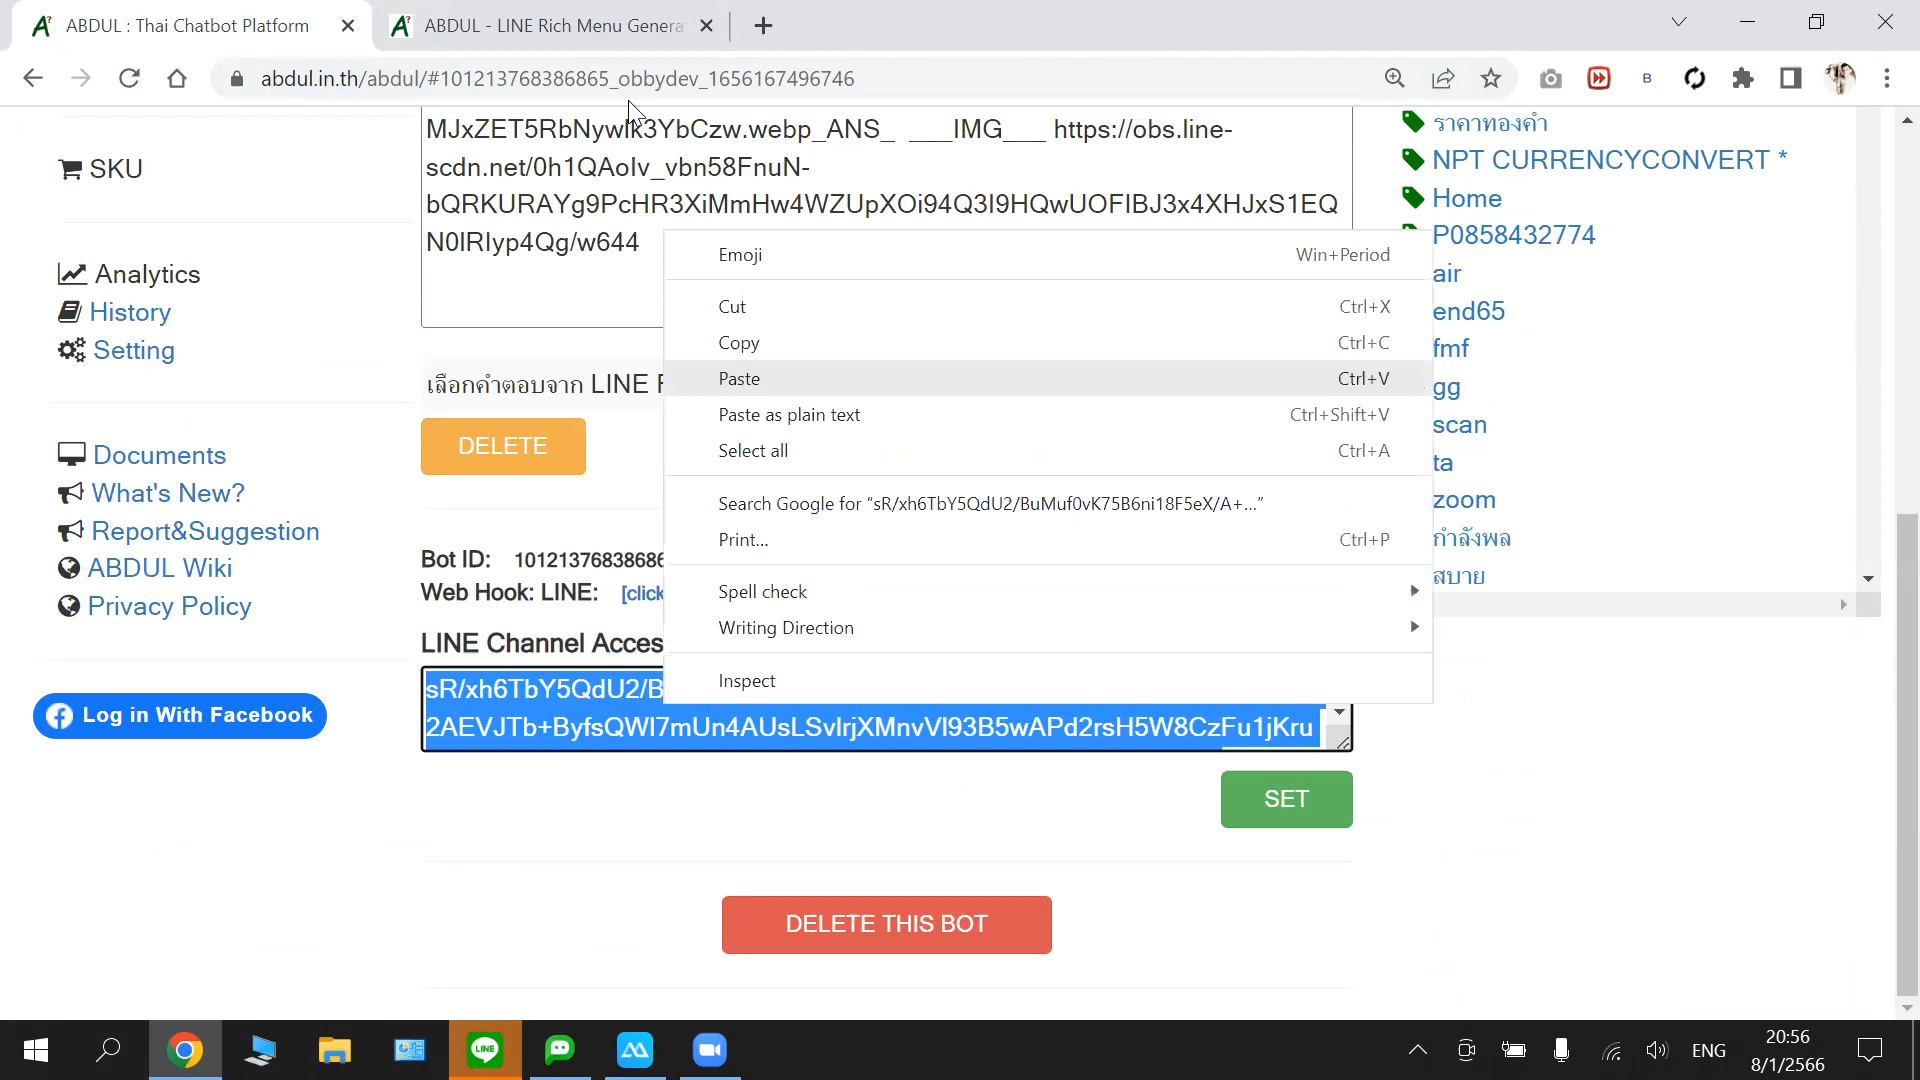 ABDUL : Thai Chatbot Platform
ABDUL - LINE Rich Menu Genera
abdul.in.th/abdul/#101213768386865_obbydev_1656167496746
B
SKU
Analytics
History
Setting
Documents
What's New?
Report&Suggestion
ABDUL Wiki
Privacy Policy
Log in With Facebook
MJxZET5RbNywIk3YbCzw.webp_ANS_ ___IMG___ https://obs.line-
scdn.net/0h1QAoIv_vbn58FnuN-
bQRKURAYg9PcHR3XiMmHw4WZUpXOi94Q3I9HQwUOFIBJ3x4XHJxS1EQ
N0lRIyp4Qg/w644
เลือกคำตอบจาก LINE F
DELETE
Bot ID: 10121376838686
Web Hook: LINE: [click
LINE Channel Acces
sR/xh6TbY5QdU2/B
2AEVJTb+ByfsQWI7mUn4AUsLSvIrjXMnvVI93B5wAPd2rsH5W8CzFu1jKru
SET
DELETE THIS BOT
Emoji Win+Period
Cut Ctrl+X
Copy Ctrl+C
Paste Ctrl+V
Paste as plain text Ctrl+Shift+V
Select all Ctrl+A
Search Google for “sR/xh6TbY5QdU2/BuMuf0vK75B6ni18F5eX/A+...”
Print... Ctrl+P
Spell check
Writing Direction
Inspect
ราคาทองคำ
NPT CURRENCYCONVERT *
Home
P0858432774
air
end65
fmf
gg
scan
ta
zoom
กำลังพล
สบาย
LINE
ENG
20:56
8/1/2566